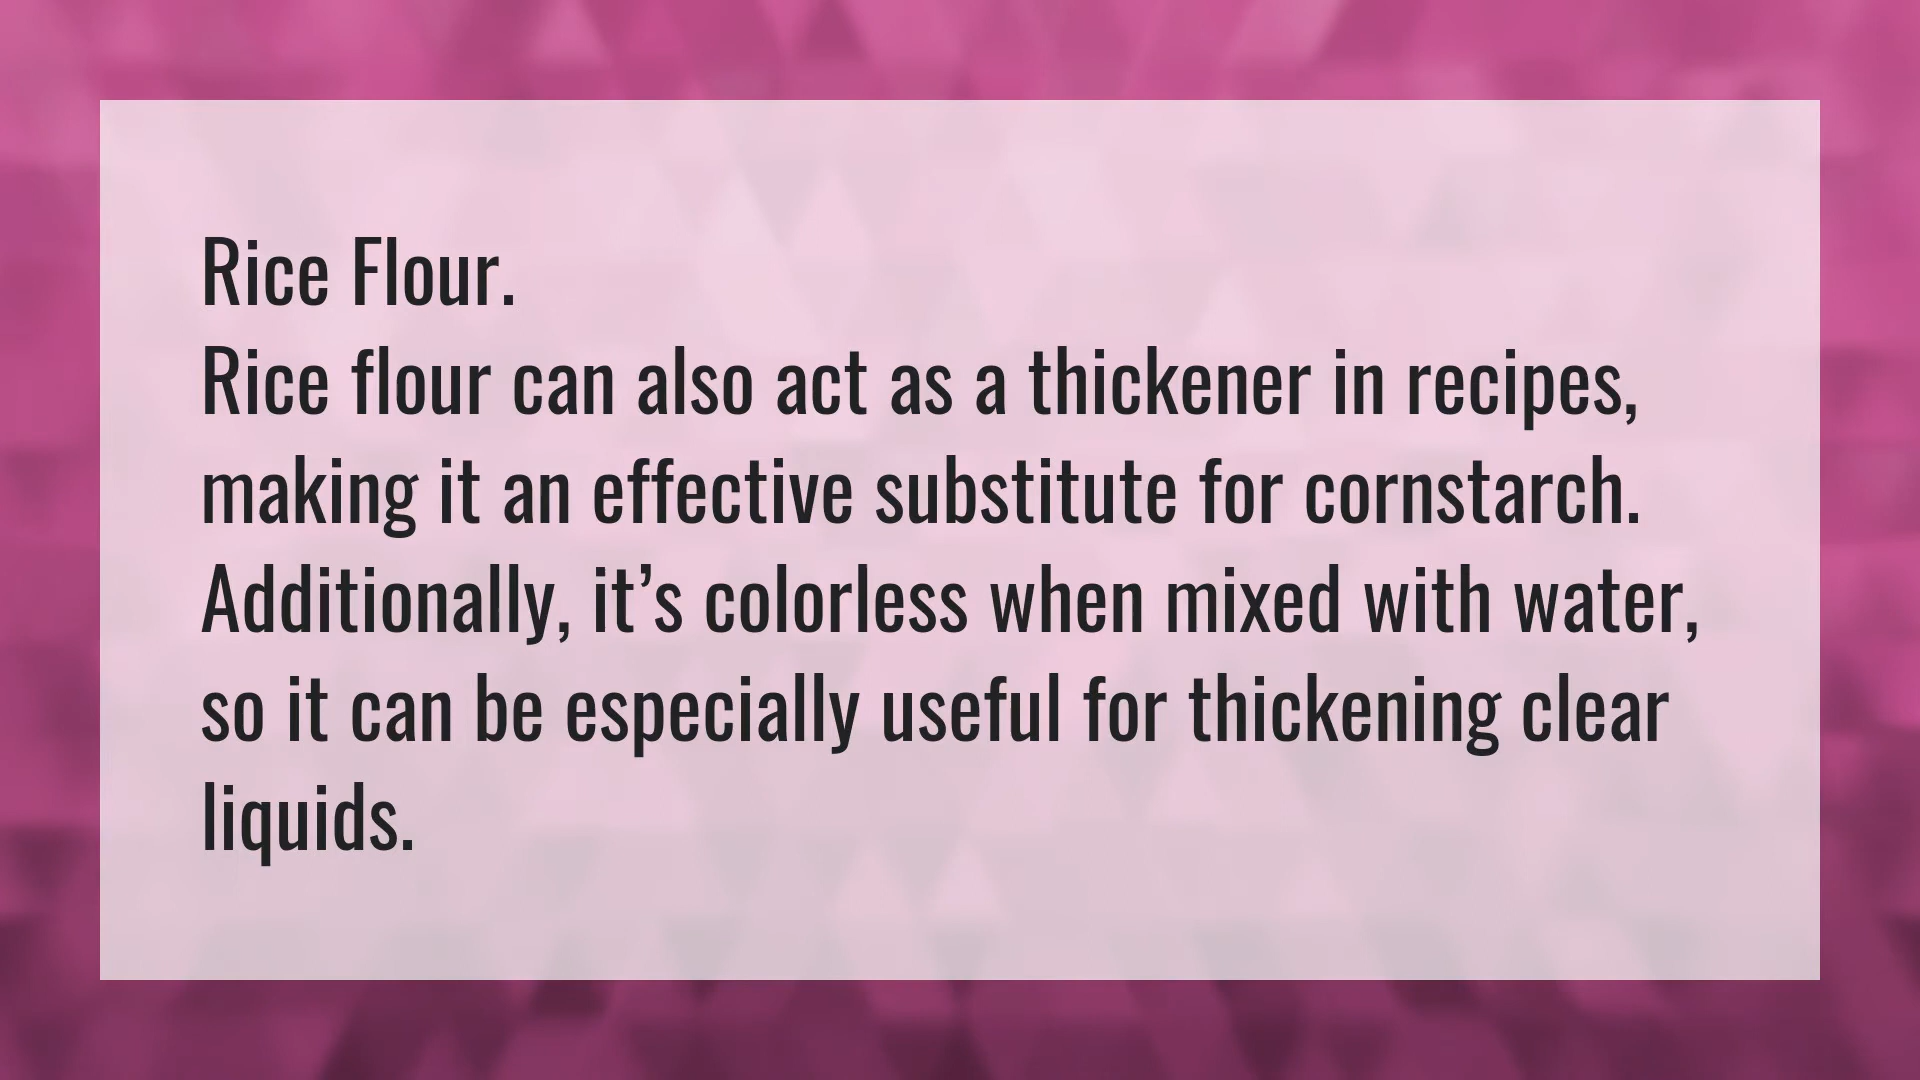 Rice Flour.
Rice flour can also act as a thickener in recipes,
making it an effective substitute for cornstarch.
Additionally, it’s colorless when mixed with water,
so it can be especially useful for thickening clear
liquids.